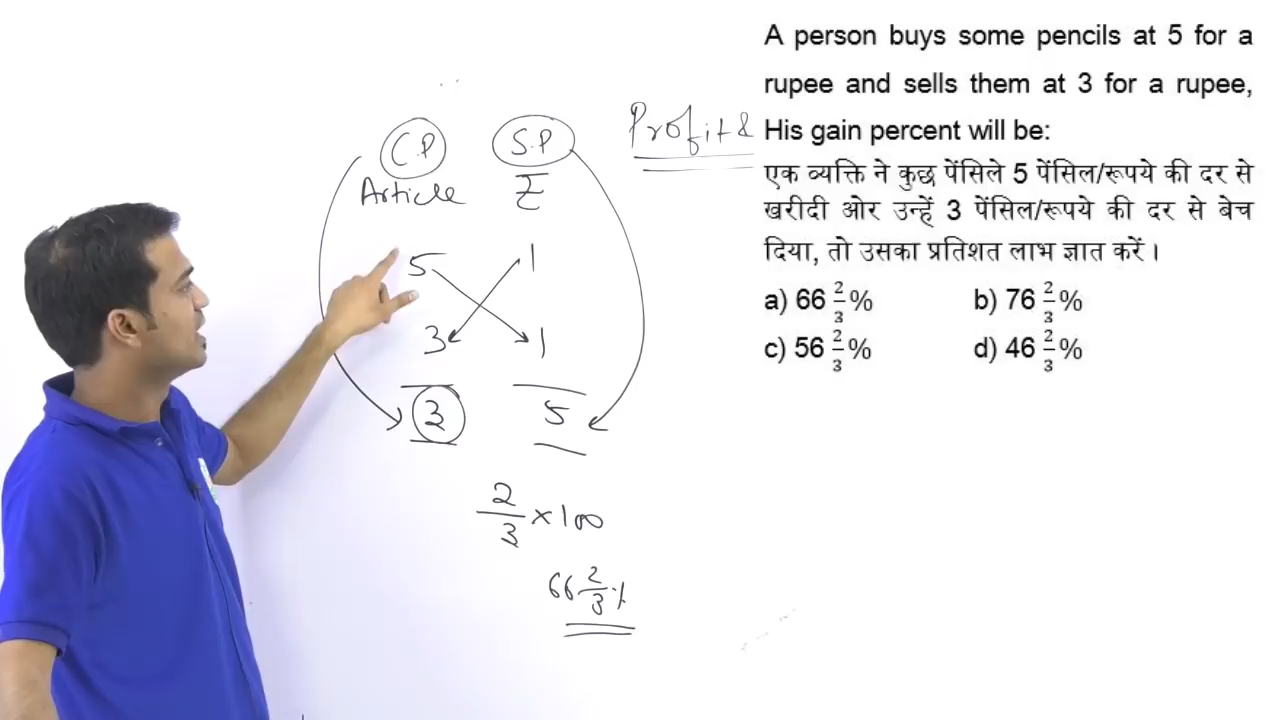 A person buys some pencils at 5 for a
rupee and sells them at 3 for a rupee,
His gain percent will be:
एक व्यक्ति ने कुछ पेंसिले 5 पेंसिल/रूपये की दर से
खरीदी ओर उन्हें 3 पेंसिल/रूपये की दर से बेच
दिया, तो उसका प्रतिशत लाभ ज्ञात करें।
a) 66 2/3% b) 76 2/3%
c) 56 2/3% d) 46 2/3%
Profit &
C.P S.P
Article ₹
5 1
3 1
3 5
2/3 × 100
66 2/3 %